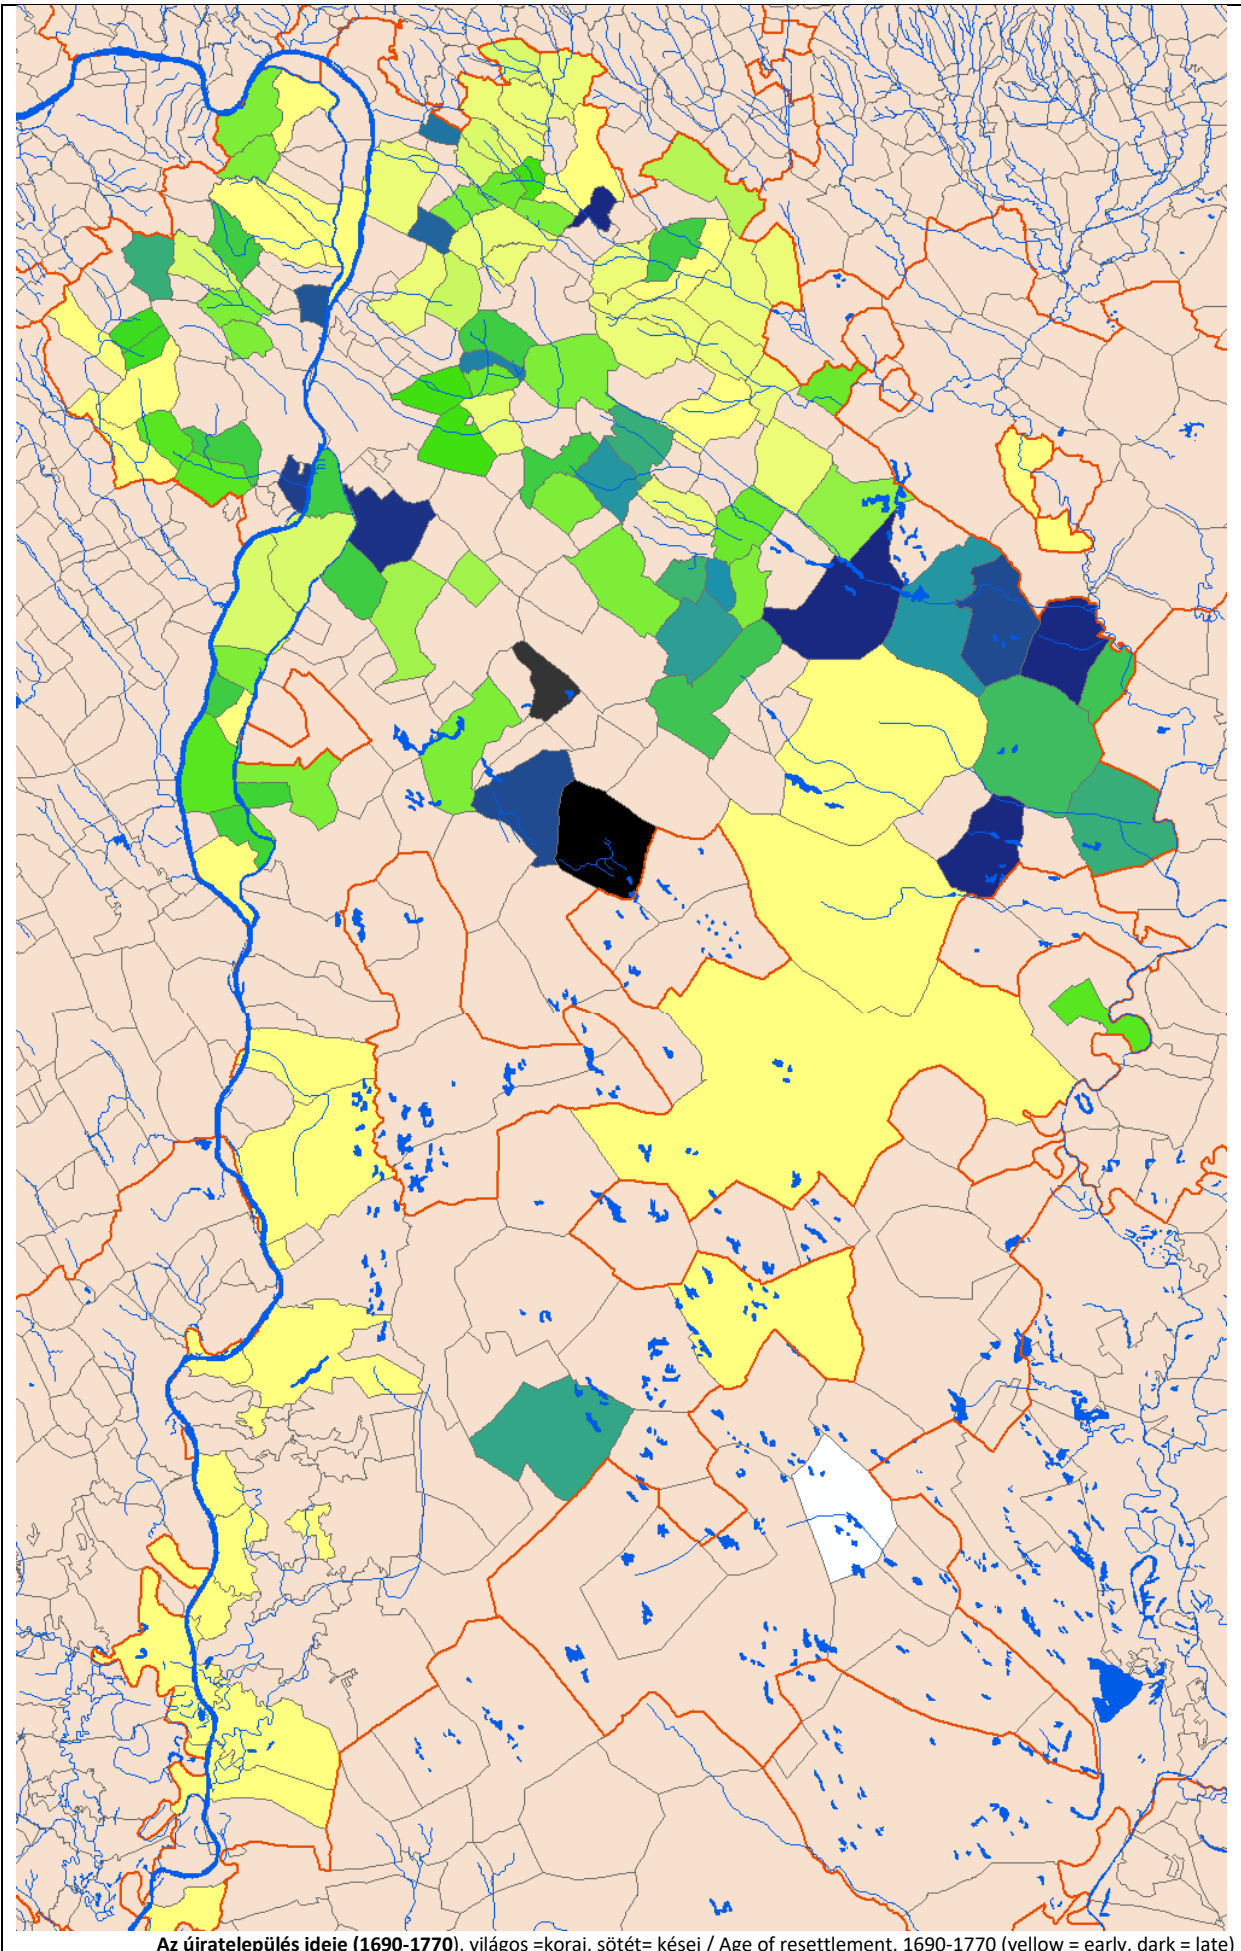 Az újratelepülés ideje (1690-1770), világos =korai, sötét= kései / Age of resettlement, 1690-1770 (yellow = early, dark = late)